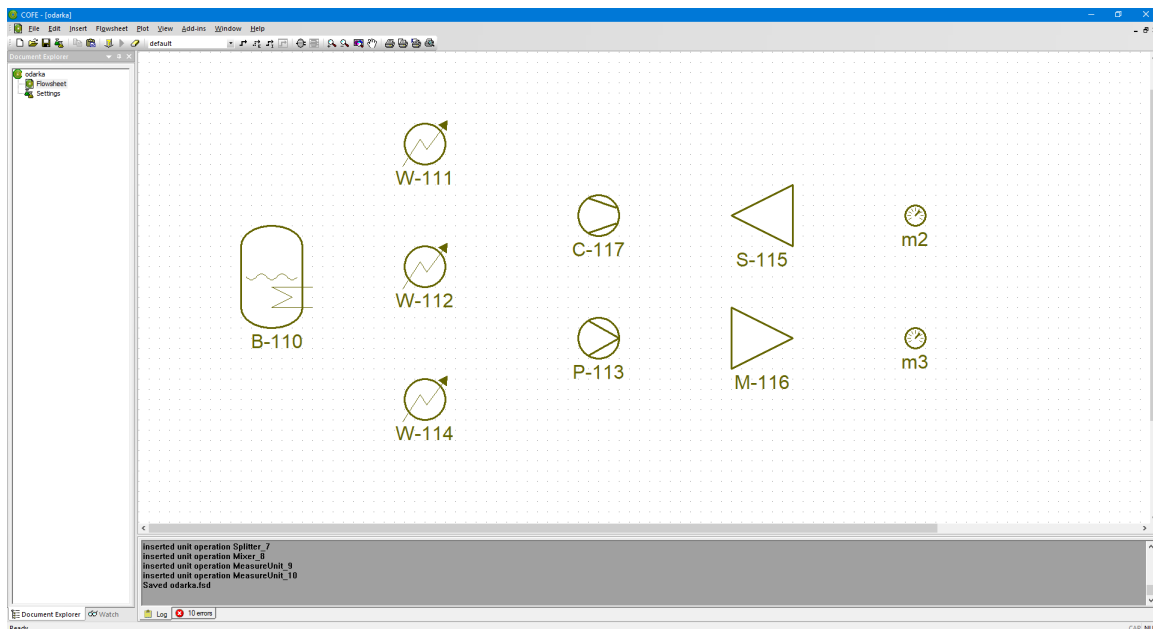 COFE - [odarka]
File Edit Insert Flowsheet Plot View Add-ins Window Help
default
Document Explorer
odarka
Flowsheet
Settings
W-111
C-117
S-115
m2
W-112
B-110
P-113
M-116
m3
W-114
inserted unit operation Splitter_7
inserted unit operation Mixer_8
inserted unit operation MeasureUnit_9
inserted unit operation MeasureUnit_10
Saved odarka.fsd
Document Explorer Watch
Log 10 errors
Ready
CAP NU